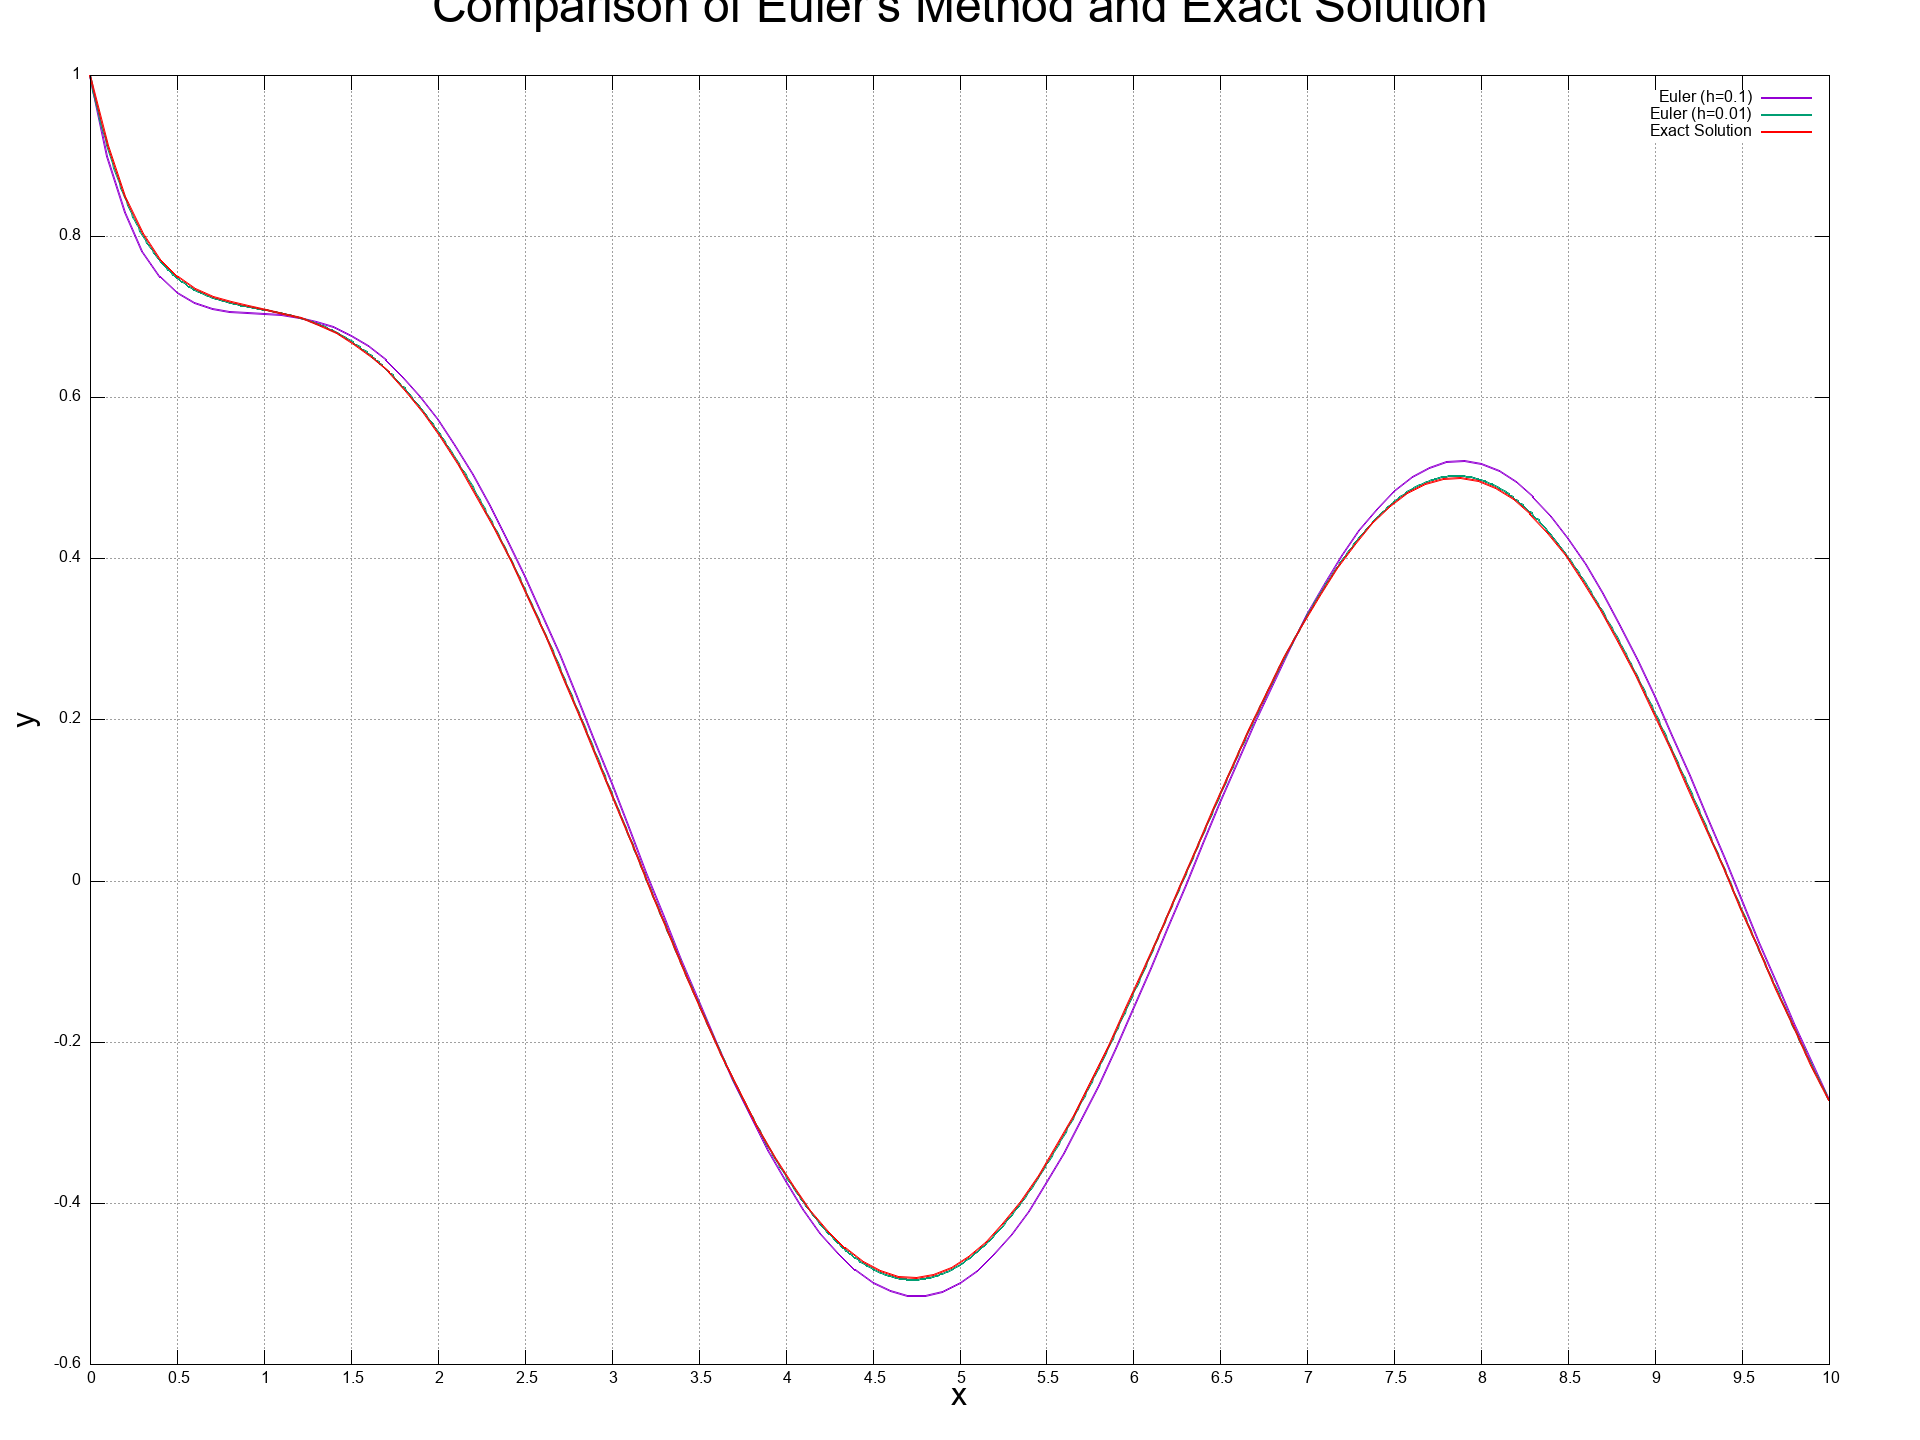 Comparison of Euler's Method and Exact Solution
Euler (h=0.1)
Euler (h=0.01)
Exact Solution
1
0.8
0.6
0.4
0.2
0
-0.2
-0.4
-0.6
y
0 0.5 1 1.5 2 2.5 3 3.5 4 4.5 5 5.5 6 6.5 7 7.5 8 8.5 9 9.5 10
x